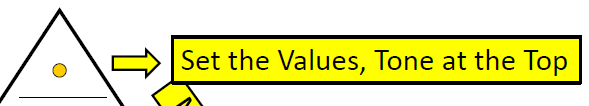 Set the Values, Tone at the Top